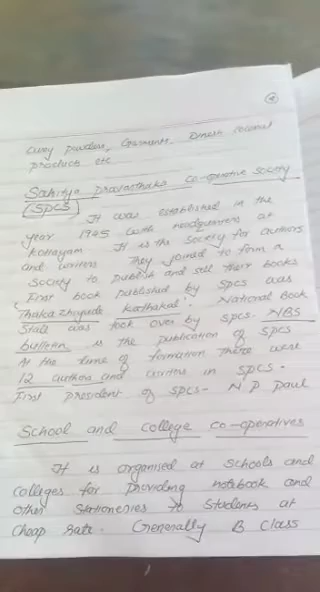 4
Curry powders, Garments, Dinesh coconut
products etc
Sahitya pravarthaka co-operative society
(SPCS)
It was established in the
year 1945 with headquarters at
Kottayam. It is the society for authors
and writers. They joined to form a
society to publish and sell their books
First book published by SPCS was
'Thakazhiyude Kadhakal'. National Book
Stall was took over by SPCS. NBS
bulletin is the publication of SPCS
At the time of formation There were
12 authors and writers in SPCS.
First president of SPCS - N P Paul
School and college co-operatives
It is organised at schools and
colleges for providing notebook and
other stationeries to students at
cheap rate. Generally B class